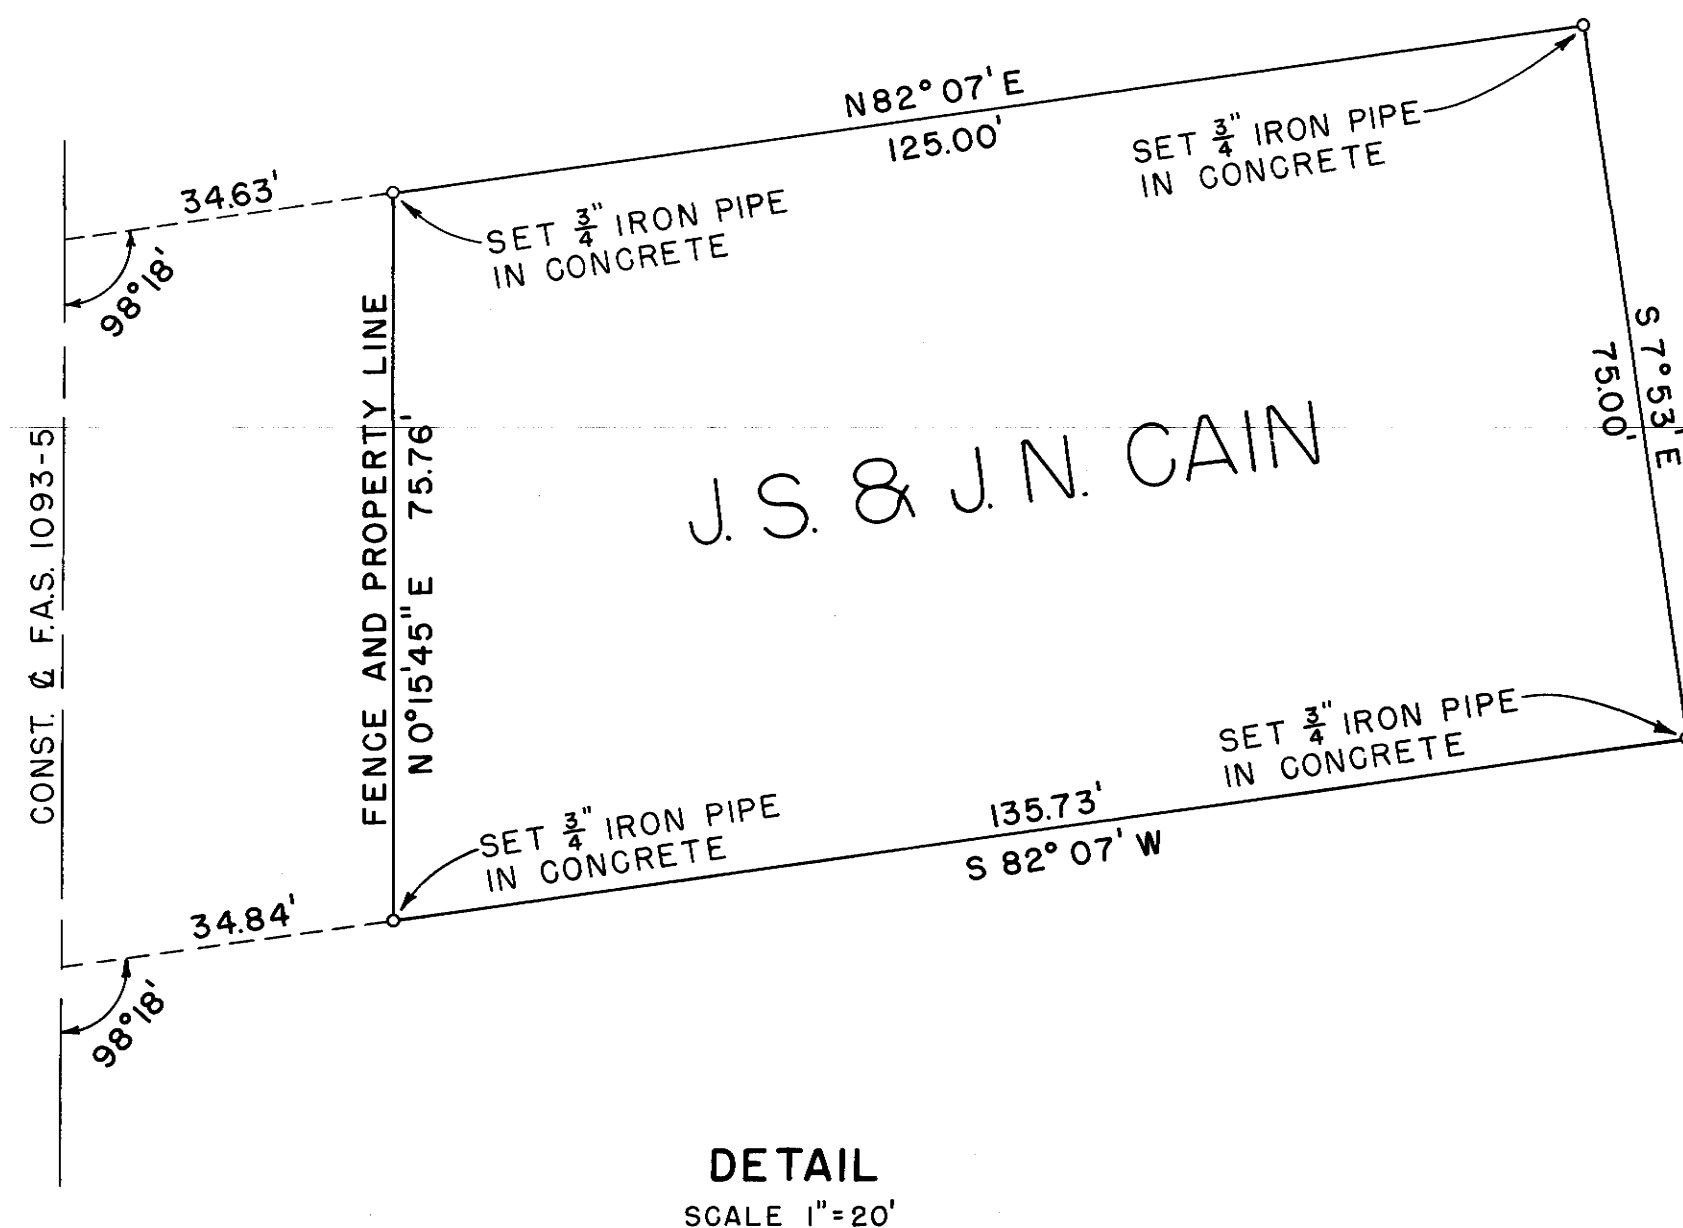 N 82° 07' E
125.00'
SET 3/4" IRON PIPE
IN CONCRETE
34.63'
SET 3/4" IRON PIPE
IN CONCRETE
98°18'
FENCE AND PROPERTY LINE
N 0°15'45" E 75.76'
S 7° 53' E
75.00'
CONST. ℄ F.A.S. 1093-5
J. S. & J. N. CAIN
SET 3/4" IRON PIPE
IN CONCRETE
SET 3/4" IRON PIPE
IN CONCRETE
135.73'
S 82° 07' W
34.84'
98°18'
DETAIL
SCALE 1"=20'